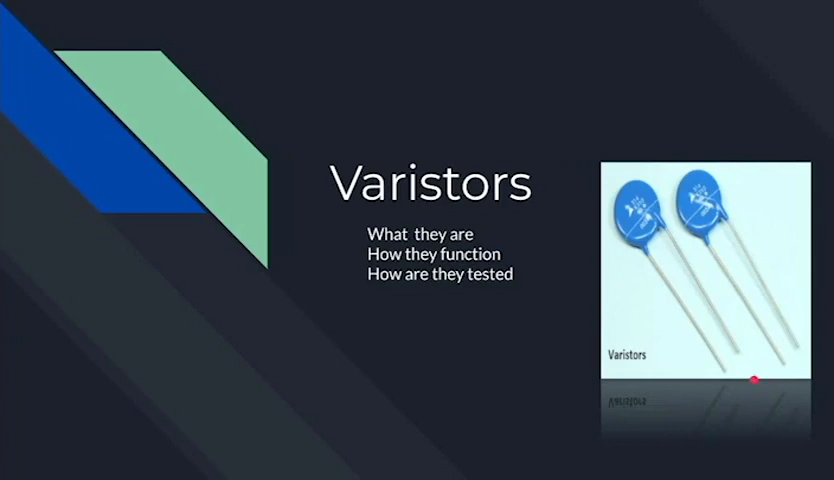 Varistors
What they are
How they function
How are they tested
Varistors